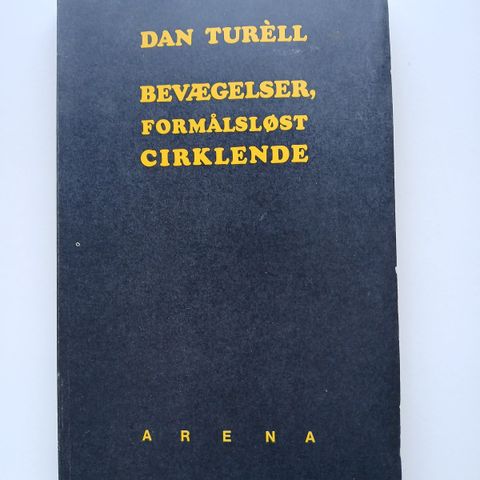 DAN TURÈLL
BEVÆGELSER,
FORMÅLSLØST
CIRKLENDE
ARENA